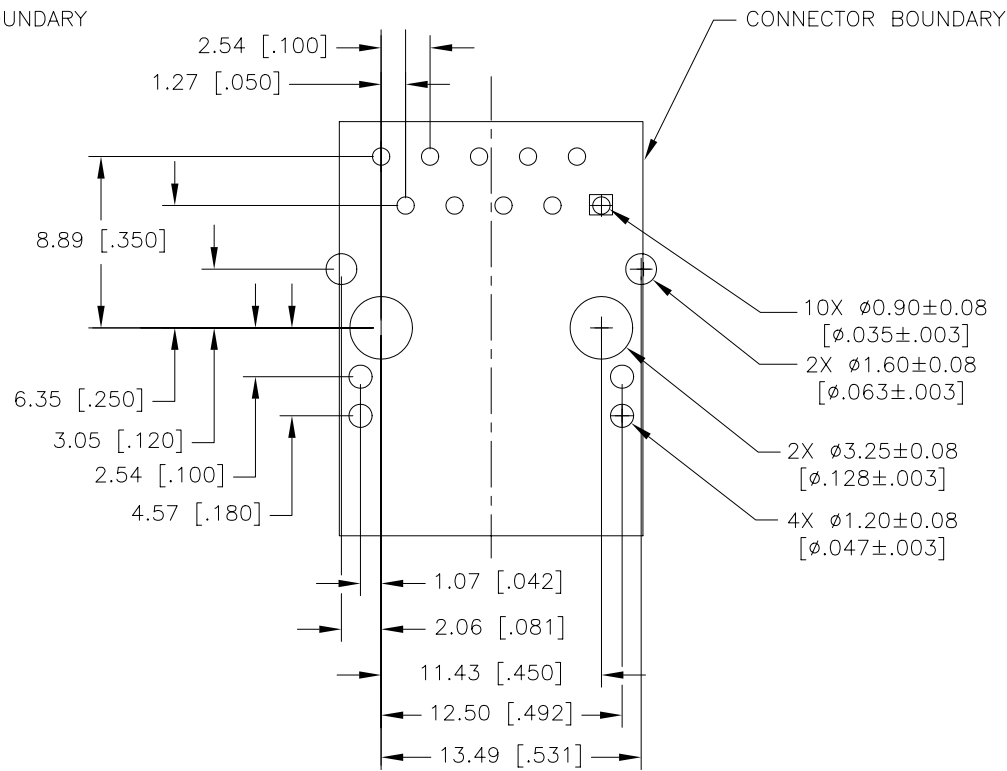 UNDARY
CONNECTOR BOUNDARY
2.54 [.100]
1.27 [.050]
8.89 [.350]
10X ø0.90±0.08
[ø.035±.003]
2X ø1.60±0.08
[ø.063±.003]
6.35 [.250]
3.05 [.120]
2X ø3.25±0.08
[ø.128±.003]
2.54 [.100]
4.57 [.180]
4X ø1.20±0.08
[ø.047±.003]
1.07 [.042]
2.06 [.081]
11.43 [.450]
12.50 [.492]
13.49 [.531]